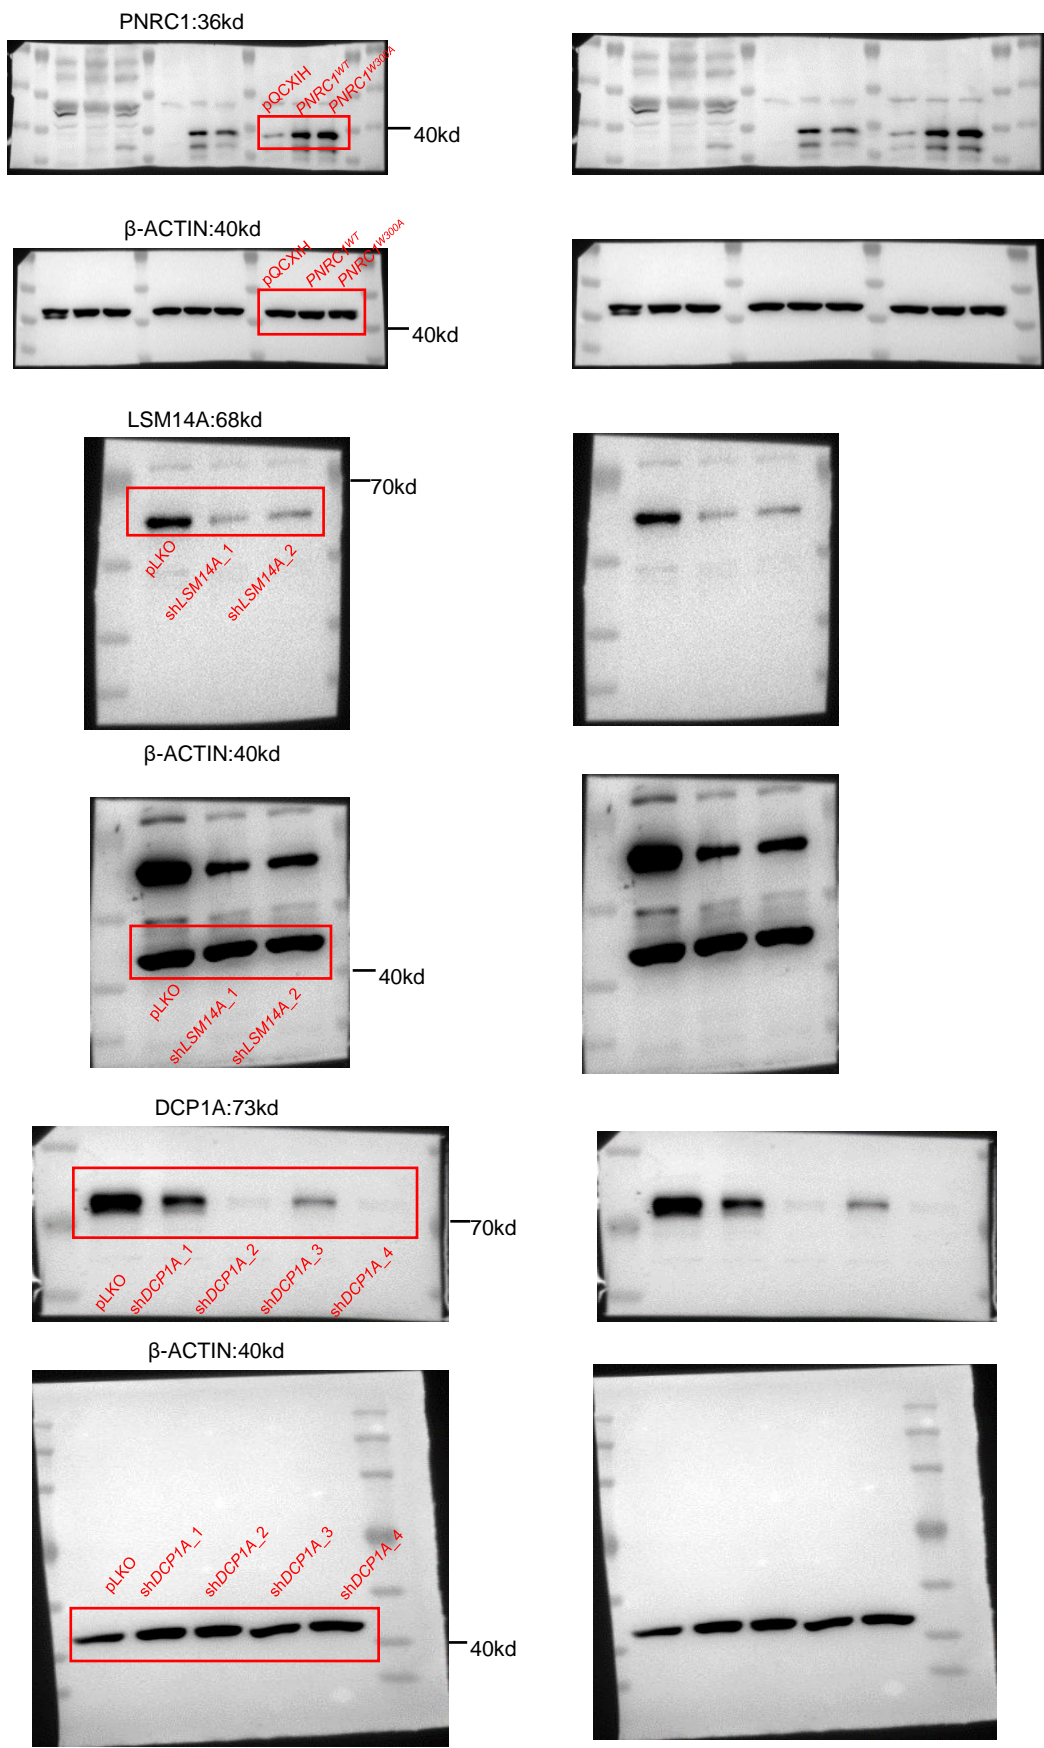 PNRC1:36kd
pQCXIH
PNRC1WT
PNRC1W300A
40kd
β-ACTIN:40kd
pQCXIH
PNRC1WT
PNRC1W300A
40kd
LSM14A:68kd
70kd
pLKO
shLSM14A_1
shLSM14A_2
β-ACTIN:40kd
40kd
pLKO
shLSM14A_1
shLSM14A_2
DCP1A:73kd
70kd
pLKO
shDCP1A_1
shDCP1A_2
shDCP1A_3
shDCP1A_4
β-ACTIN:40kd
pLKO
shDCP1A_1
shDCP1A_2
shDCP1A_3
shDCP1A_4
40kd